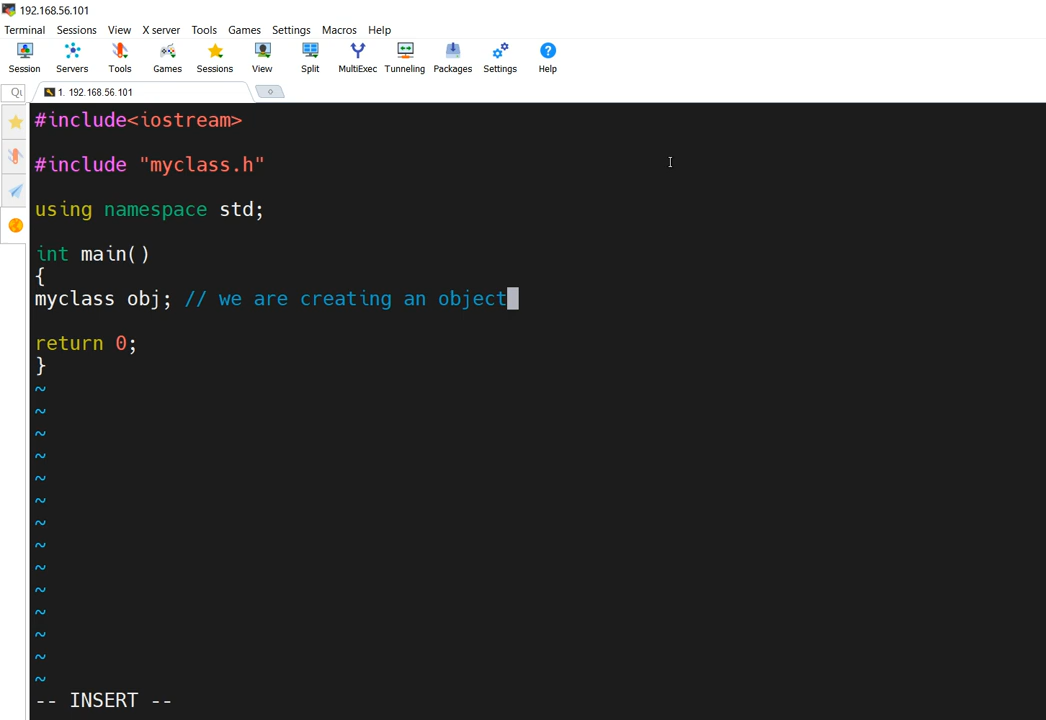 192.168.56.101
Terminal Sessions View X server Tools Games Settings Macros Help
Session Servers Tools Games Sessions View Split MultiExec Tunneling Packages Settings Help
1. 192.168.56.101
#include<iostream>
#include "myclass.h"
using namespace std;
int main()
{
myclass obj; // we are creating an object
return 0;
}
~
~
~
~
~
~
~
~
~
~
~
~
~
~
-- INSERT --